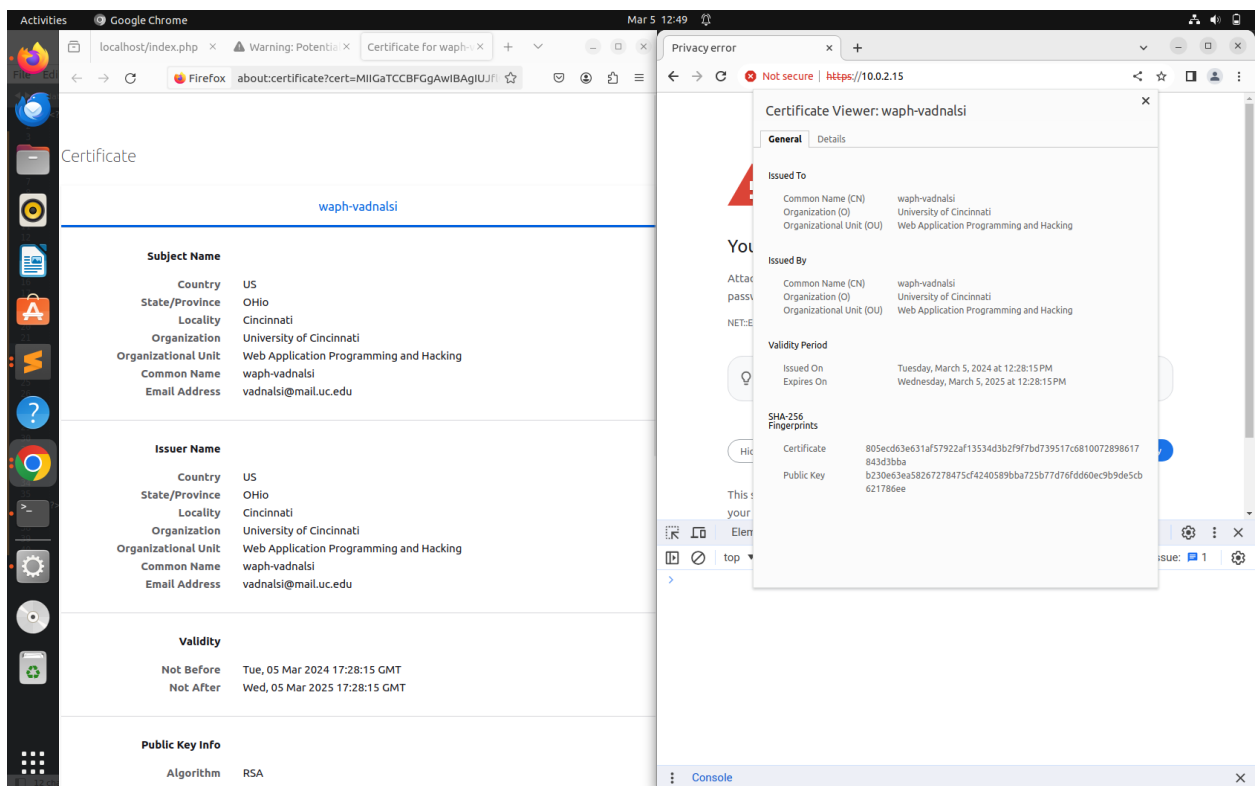 Activities Google Chrome Mar 5 12:49
localhost/index.php × Warning: Potential × Certificate for waph-v × +
File Edi
Firefox about:certificate?cert=MIIGaTCCBFGgAwIBAgIUJfl
Certificate
waph-vadnalsi
Subject Name
Country US
State/Province OHio
Locality Cincinnati
Organization University of Cincinnati
Organizational Unit Web Application Programming and Hacking
Common Name waph-vadnalsi
Email Address vadnalsi@mail.uc.edu
Issuer Name
Country US
State/Province OHio
Locality Cincinnati
Organization University of Cincinnati
Organizational Unit Web Application Programming and Hacking
Common Name waph-vadnalsi
Email Address vadnalsi@mail.uc.edu
Validity
Not Before Tue, 05 Mar 2024 17:28:15 GMT
Not After Wed, 05 Mar 2025 17:28:15 GMT
Public Key Info
Algorithm RSA
Privacy error × +
Not secure https://10.0.2.15
Certificate Viewer: waph-vadnalsi ×
General Details
Issued To
Common Name (CN) waph-vadnalsi
Organization (O) University of Cincinnati
Organizational Unit (OU) Web Application Programming and Hacking
You
Issued By
Attac
Common Name (CN) waph-vadnalsi
passw
Organization (O) University of Cincinnati
Organizational Unit (OU) Web Application Programming and Hacking
NET::E
Validity Period
Issued On Tuesday, March 5, 2024 at 12:28:15 PM
Expires On Wednesday, March 5, 2025 at 12:28:15 PM
SHA-256
Fingerprints
Hid
Certificate 805ecd63e631af57922af13534d3b2f9f7bd739517c6810072898617
843d3bba
Public Key b230e63ea58267278475cf4240589bba725b77d76fdd60ec9b9de5cb
621786ee
This s
your
Elem
top ssue: 1
>
Console ×